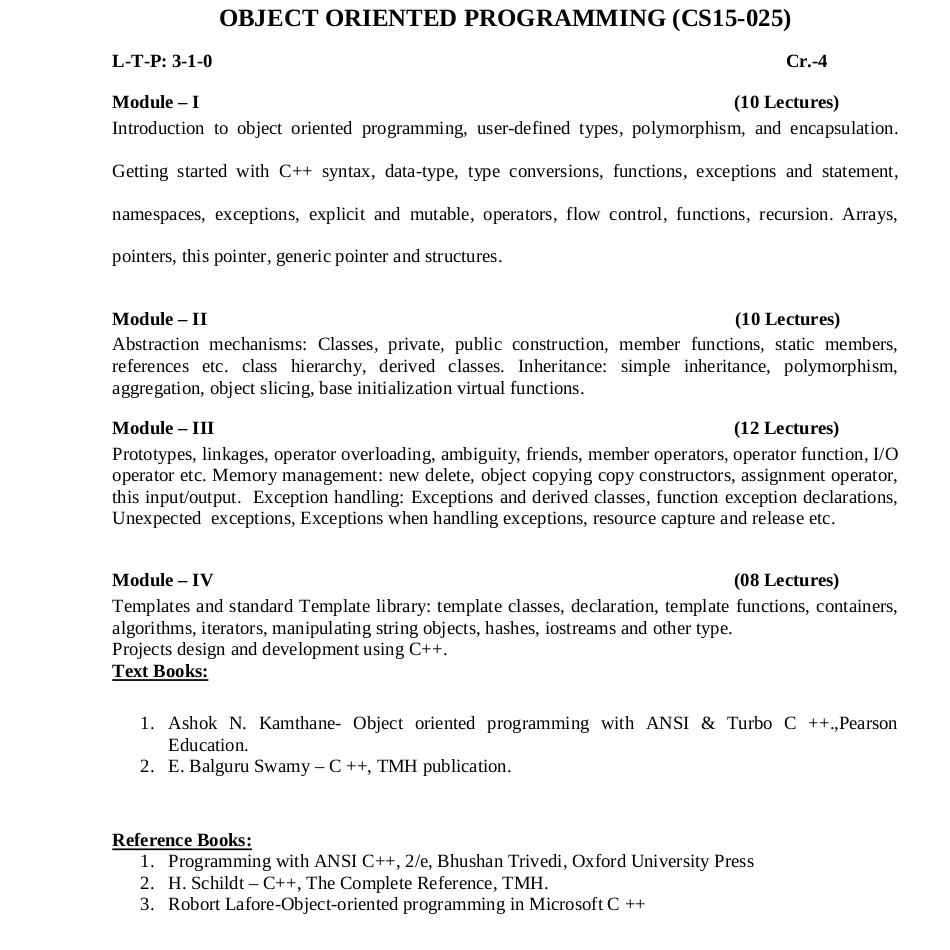 OBJECT ORIENTED PROGRAMMING (CS15-025)
L-T-P: 3-1-0 Cr.-4
Module – I (10 Lectures)
Introduction to object oriented programming, user-defined types, polymorphism, and encapsulation.
Getting started with C++ syntax, data-type, type conversions, functions, exceptions and statement,
namespaces, exceptions, explicit and mutable, operators, flow control, functions, recursion. Arrays,
pointers, this pointer, generic pointer and structures.
Module – II (10 Lectures)
Abstraction mechanisms: Classes, private, public construction, member functions, static members,
references etc. class hierarchy, derived classes. Inheritance: simple inheritance, polymorphism,
aggregation, object slicing, base initialization virtual functions.
Module – III (12 Lectures)
Prototypes, linkages, operator overloading, ambiguity, friends, member operators, operator function, I/O
operator etc. Memory management: new delete, object copying copy constructors, assignment operator,
this input/output. Exception handling: Exceptions and derived classes, function exception declarations,
Unexpected exceptions, Exceptions when handling exceptions, resource capture and release etc.
Module – IV (08 Lectures)
Templates and standard Template library: template classes, declaration, template functions, containers,
algorithms, iterators, manipulating string objects, hashes, iostreams and other type.
Projects design and development using C++.
Text Books:
1. Ashok N. Kamthane- Object oriented programming with ANSI & Turbo C ++.,Pearson
Education.
2. E. Balguru Swamy – C ++, TMH publication.
Reference Books:
1. Programming with ANSI C++, 2/e, Bhushan Trivedi, Oxford University Press
2. H. Schildt – C++, The Complete Reference, TMH.
3. Robort Lafore-Object-oriented programming in Microsoft C ++